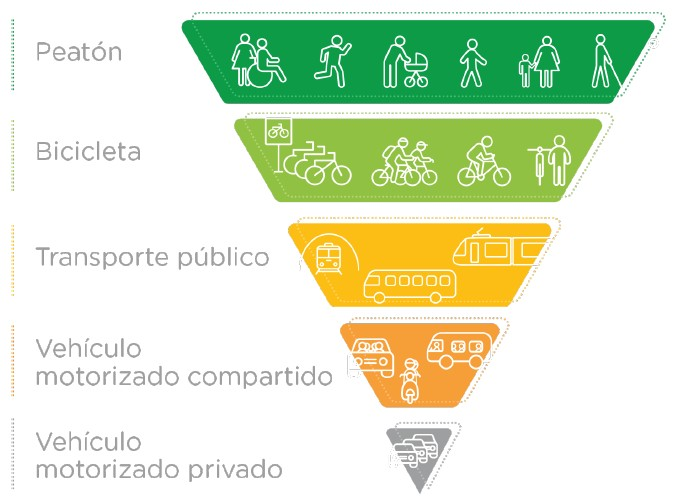 Peatón
Bicicleta
Transporte público
Vehículo
motorizado compartido
Vehículo
motorizado privado